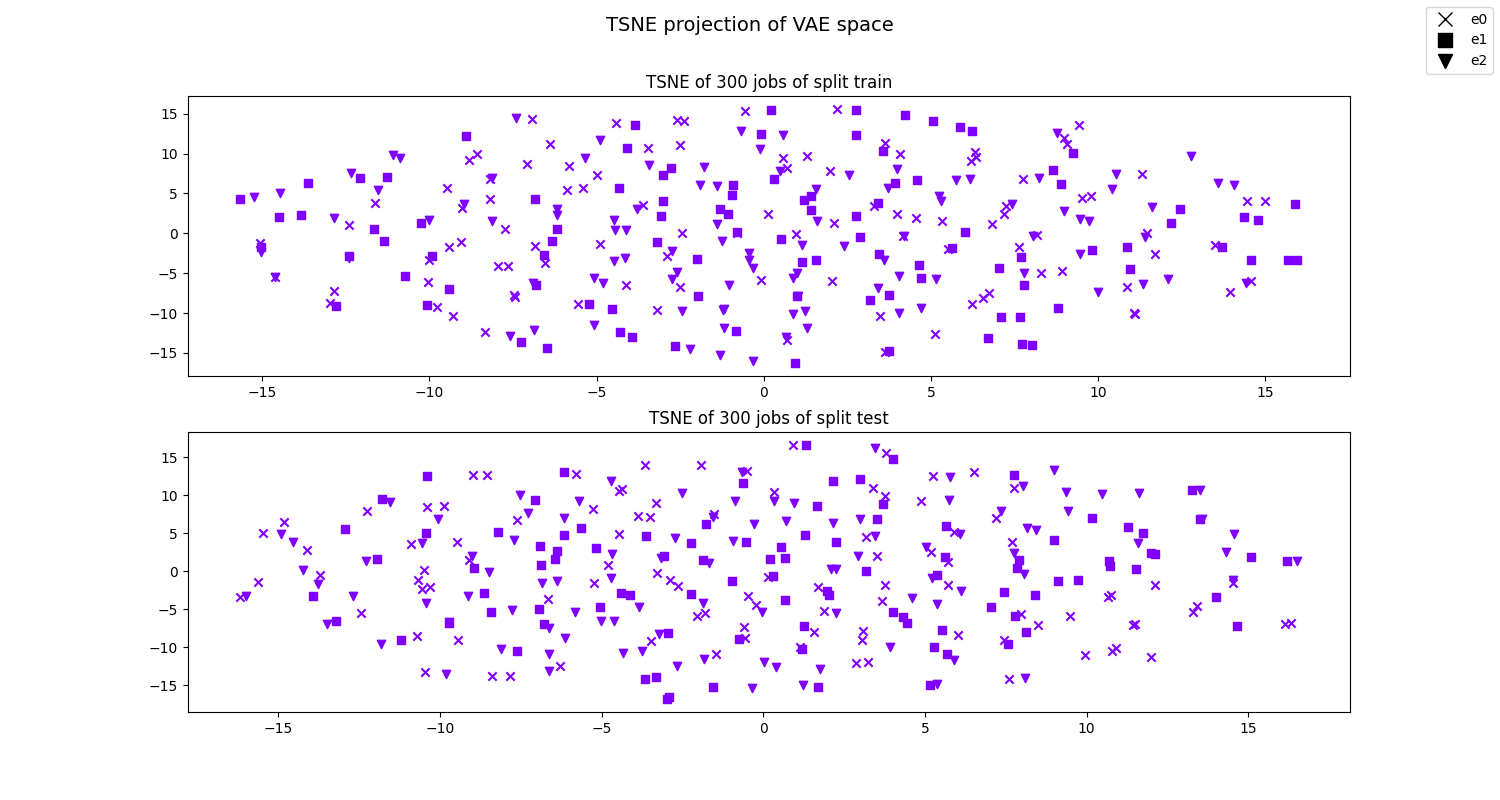 TSNE projection of VAE space
e0
e1
e2
TSNE of 300 jobs of split train
15
10
5
0
−5
−10
−15
−15 −10 −5 0 5 10 15
TSNE of 300 jobs of split test
15
10
5
0
−5
−10
−15
−15 −10 −5 0 5 10 15